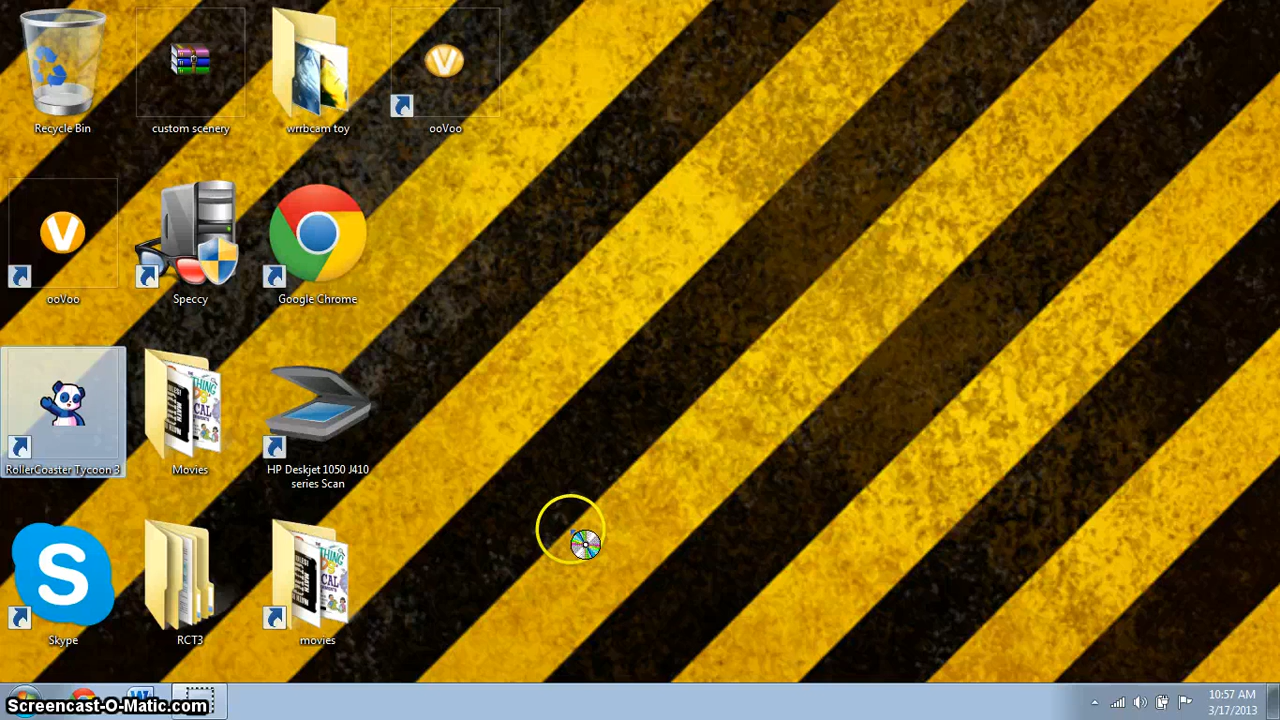 Recycle Bin
custom scenery
wrrbcam toy
ooVoo
ooVoo
Speccy
Google Chrome
RollerCoaster Tycoon 3
Movies
HP Deskjet 1050 J410
series Scan
Skype
RCT3
movies
Screencast-O-Matic.com
10:57 AM
3/17/2013